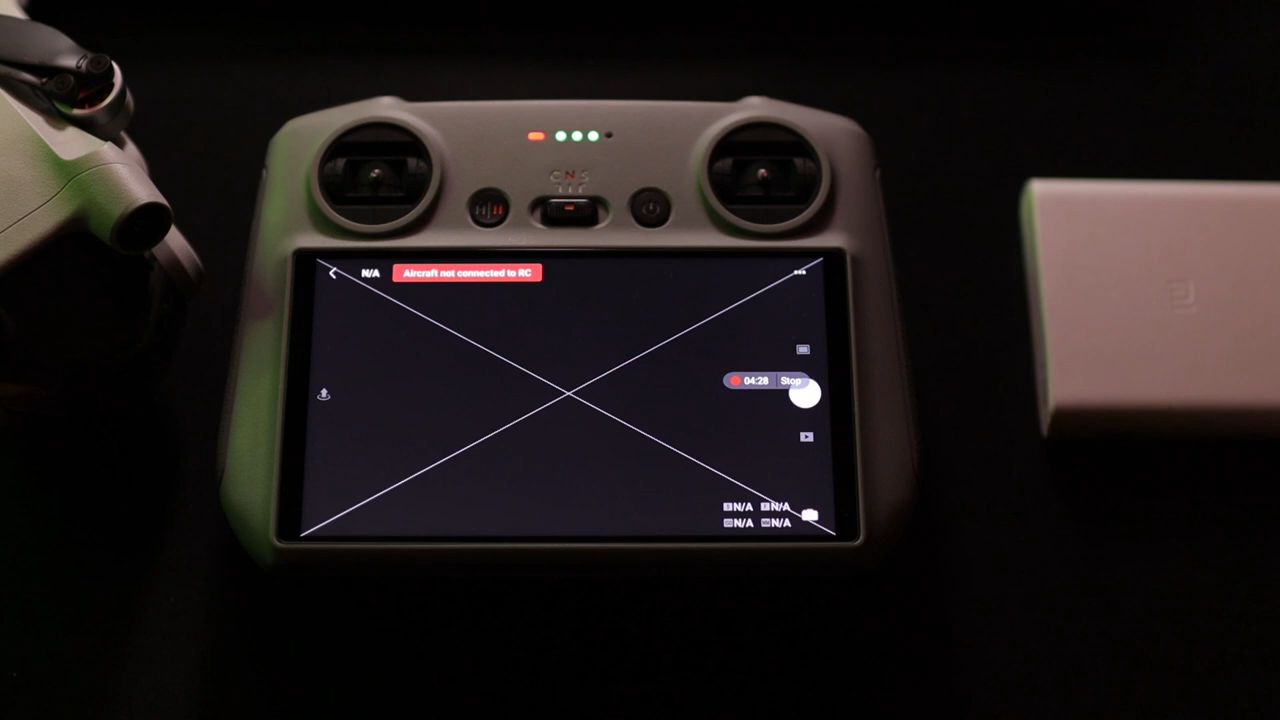 C N S
N/A
Aircraft not connected to RC
04:28 Stop
N/A N/A
N/A N/A